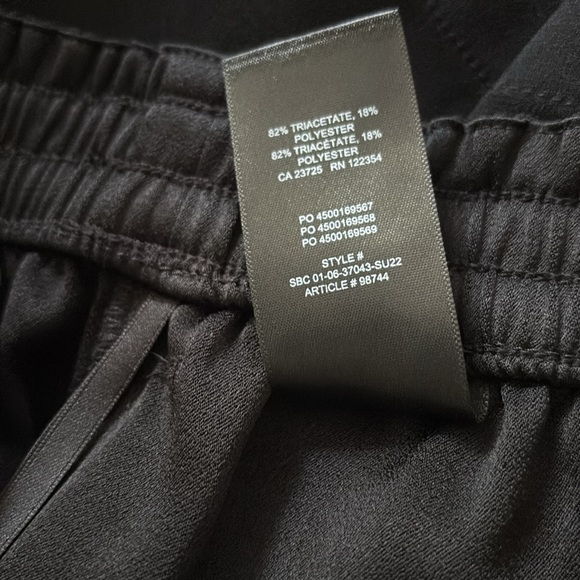 82% TRIACETATE, 18%
POLYESTER
82% TRIACÉTATE, 18%
POLYESTER
CA 23725 RN 122354
PO 4500169567
PO 4500169568
PO 4500169569
STYLE #
SBC 01-06-37043-SU22
ARTICLE # 98744